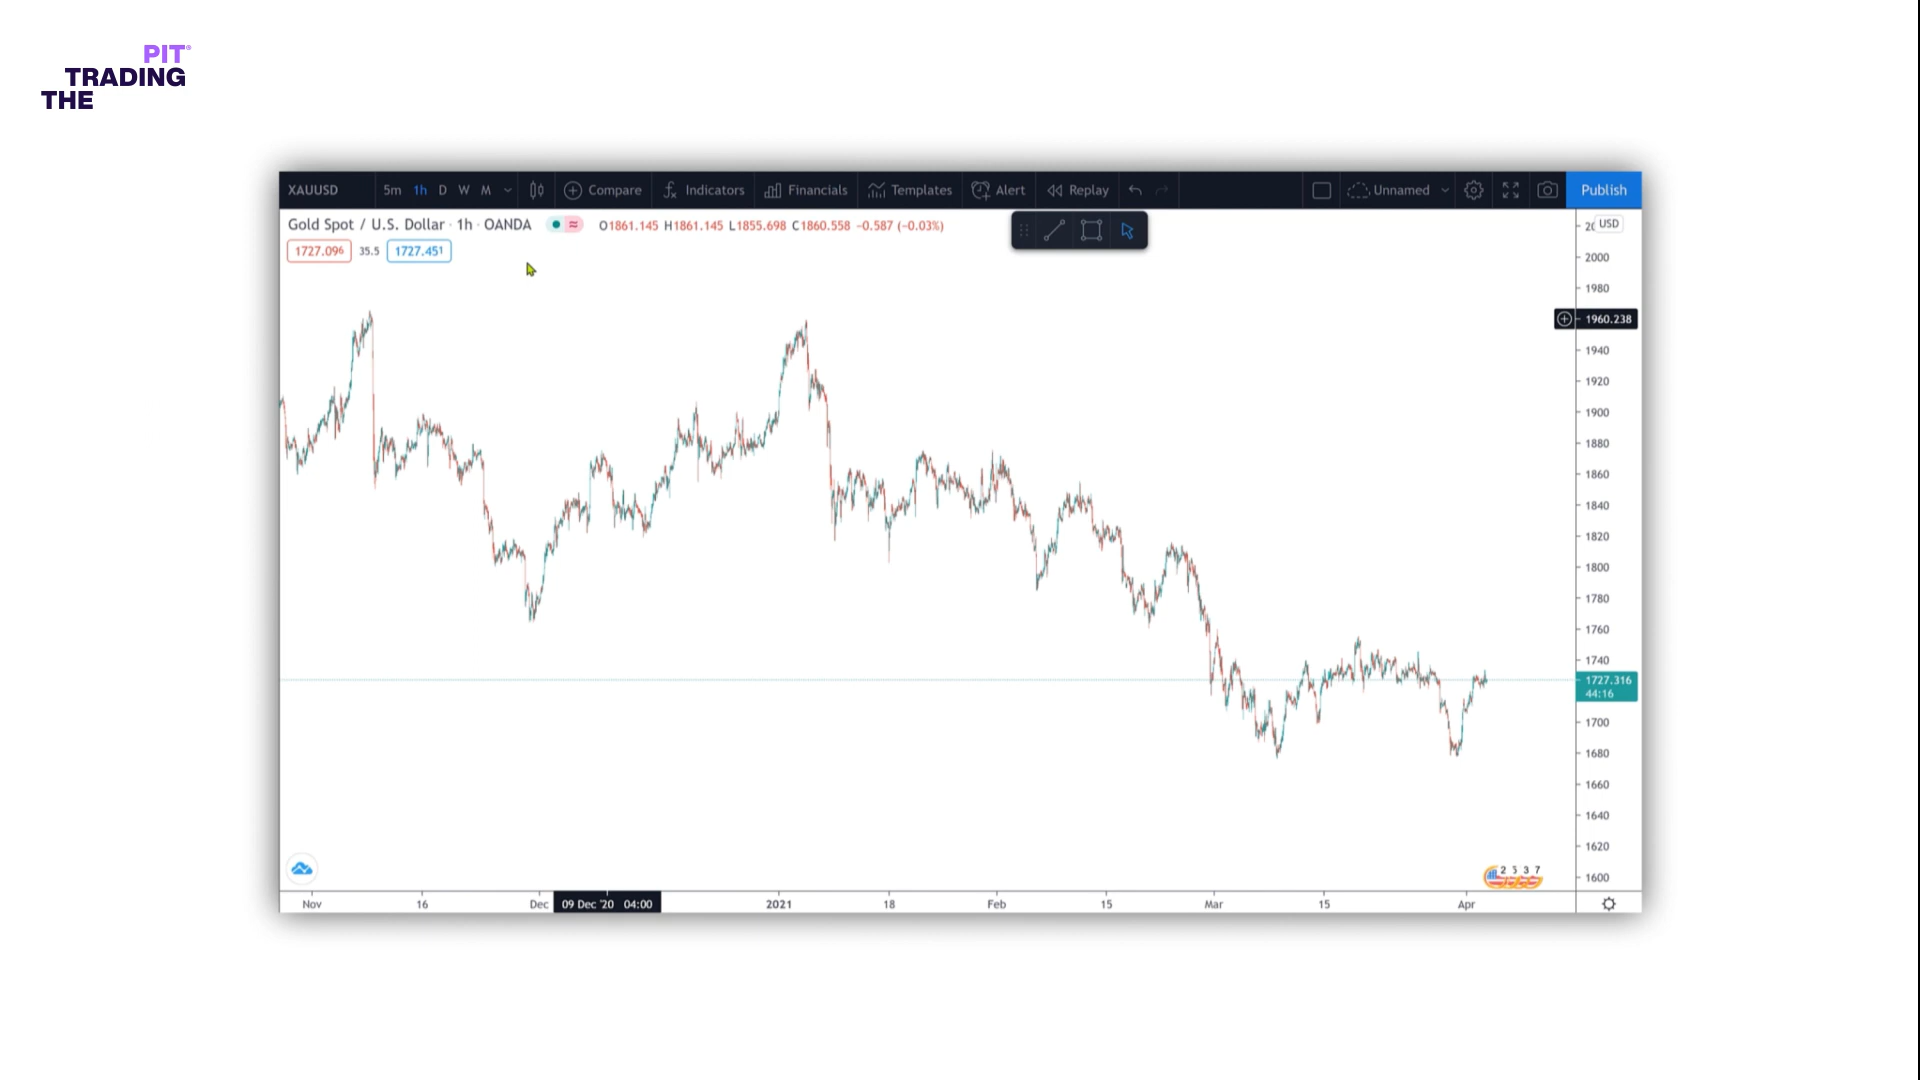 PIT®
TRADING
THE
XAUUSD 5m 1h D W M Compare Indicators Financials Templates Alert Replay Unnamed Publish
Gold Spot / U.S. Dollar · 1h · OANDA O1861.145 H1861.145 L1855.698 C1860.558 -0.587 (-0.03%)
1727.096 35.5 1727.451
USD
2000
1980
1960.238
1940
1920
1900
1880
1860
1840
1820
1800
1780
1760
1740
1727.316
44:16
1700
1680
1660
1640
1620
1600
Nov 16 Dec 09 Dec '20 04:00 2021 18 Feb 15 Mar 15 Apr